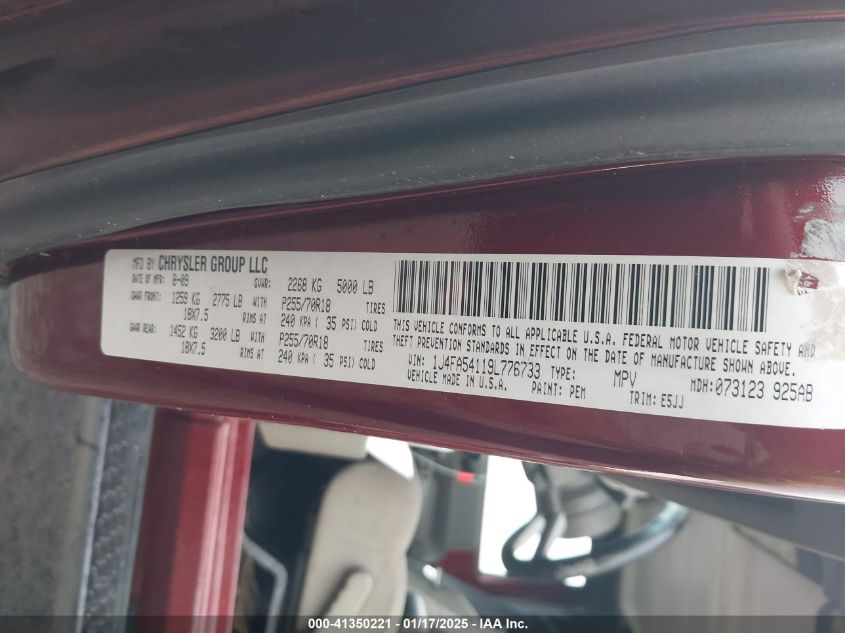 MFD BY CHRYSLER GROUP LLC
DATE OF MFR: 8-09 GVWR: 2268 KG 5000 LB
GAWR FRONT: 1259 KG 2775 LB WITH P255/70R18 TIRES
18X7.5 RIMS AT 240 KPA ( 35 PSI) COLD
GAWR REAR: 1452 KG 3200 LB WITH P255/70R18 TIRES
18X7.5 RIMS AT 240 KPA ( 35 PSI) COLD
THIS VEHICLE CONFORMS TO ALL APPLICABLE U.S.A. FEDERAL MOTOR VEHICLE SAFETY AND
THEFT PREVENTION STANDARDS IN EFFECT ON THE DATE OF MANUFACTURE SHOWN ABOVE.
VIN: 1J4FA54119L776733 TYPE: MPV MDH: 073123 925AB
MADE IN U.S.A. PAINT: PEM TRIM: E5JJ
000-41350221 - 01/17/2025 - IAA Inc.